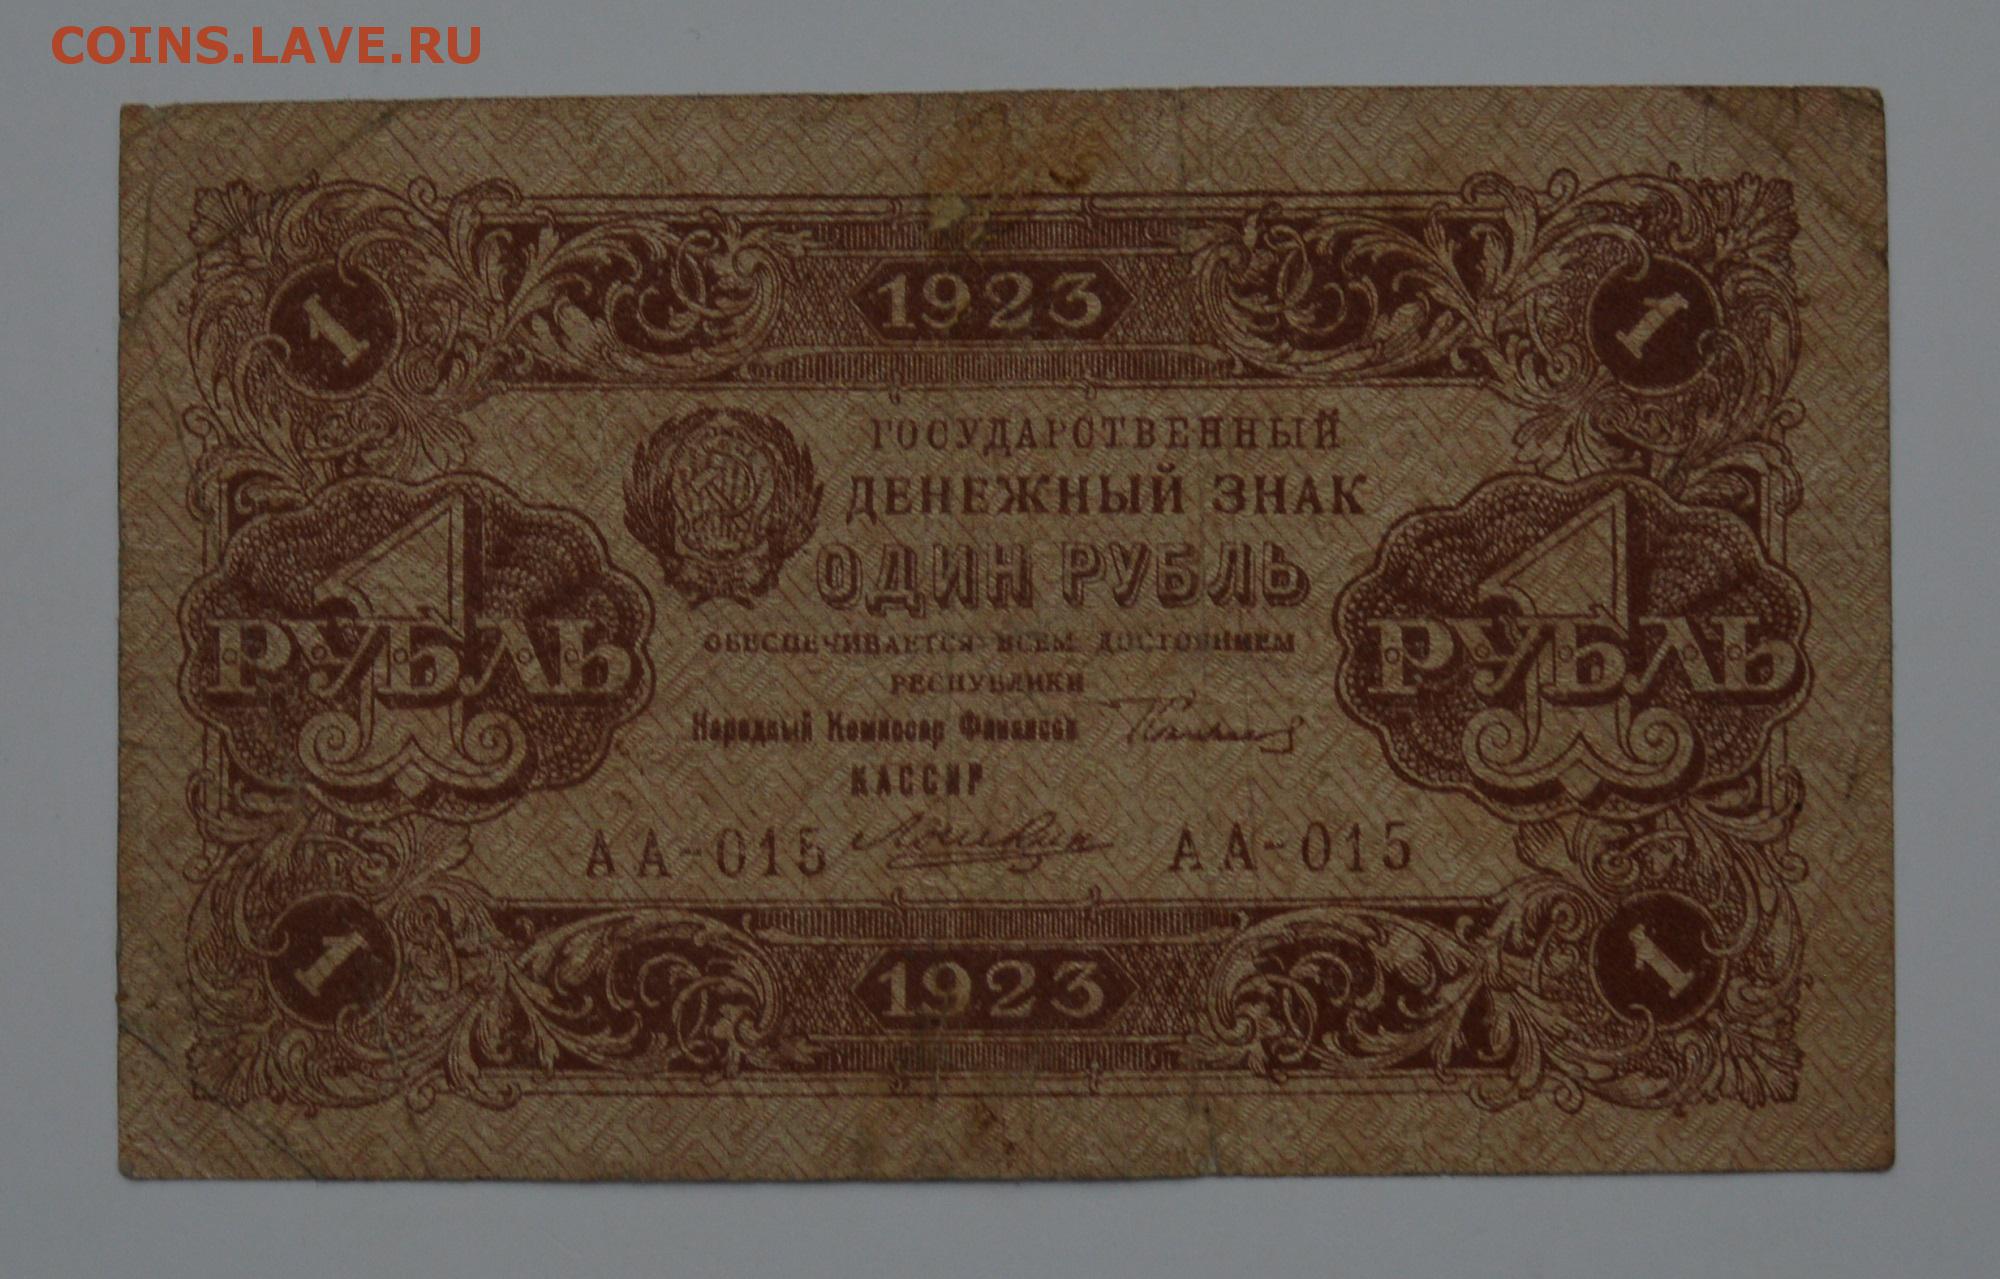 COINS.LAVE.RU
1923
1
1
ГОСУДАРСТВЕННЫЙ
ДЕНЕЖНЫЙ ЗНАК
ОДИН РУБЛЬ
1 РУБЛЬ
1 РУБЛЬ
ОБЕСПЕЧИВАЕТСЯ ВСЕМ ДОСТОЯНИЕМ
РЕСПУБЛИКИ
Народный Комиссар Финансов
КАССИР
АА-015
АА-015
1
1
1923